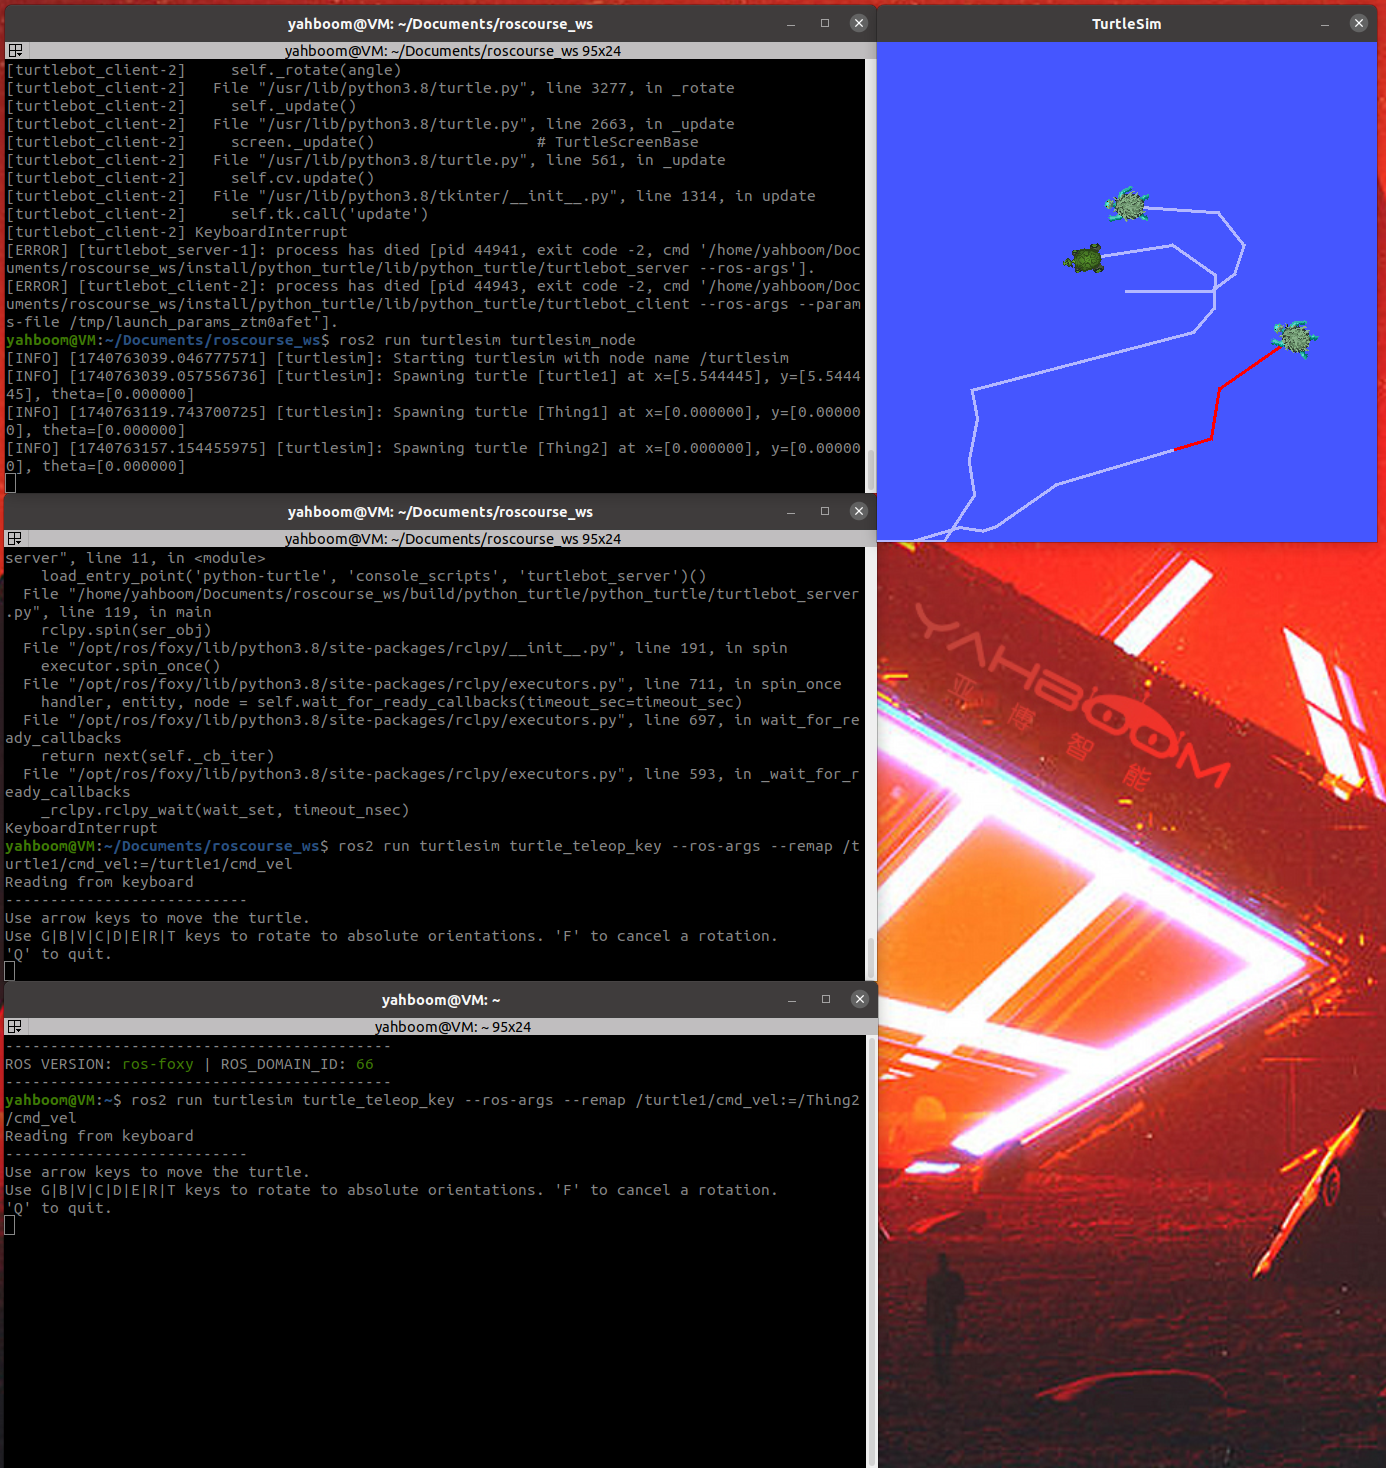 yahboom@VM: ~/Documents/roscourse_ws
yahboom@VM: ~/Documents/roscourse_ws 95x24
[turtlebot_client-2]     self._rotate(angle)
[turtlebot_client-2]   File "/usr/lib/python3.8/turtle.py", line 3277, in _rotate
[turtlebot_client-2]     self._update()
[turtlebot_client-2]   File "/usr/lib/python3.8/turtle.py", line 2663, in _update
[turtlebot_client-2]     screen._update()                  # TurtleScreenBase
[turtlebot_client-2]   File "/usr/lib/python3.8/turtle.py", line 561, in _update
[turtlebot_client-2]     self.cv.update()
[turtlebot_client-2]   File "/usr/lib/python3.8/tkinter/__init__.py", line 1314, in update
[turtlebot_client-2]     self.tk.call('update')
[turtlebot_client-2] KeyboardInterrupt
[ERROR] [turtlebot_server-1]: process has died [pid 44941, exit code -2, cmd '/home/yahboom/Doc
uments/roscourse_ws/install/python_turtle/lib/python_turtle/turtlebot_server --ros-args'].
[ERROR] [turtlebot_client-2]: process has died [pid 44943, exit code -2, cmd '/home/yahboom/Doc
uments/roscourse_ws/install/python_turtle/lib/python_turtle/turtlebot_client --ros-args --param
s-file /tmp/launch_params_ztm0afet'].
yahboom@VM:~/Documents/roscourse_ws$ ros2 run turtlesim turtlesim_node
[INFO] [1740763039.046777571] [turtlesim]: Starting turtlesim with node name /turtlesim
[INFO] [1740763039.057556736] [turtlesim]: Spawning turtle [turtle1] at x=[5.544445], y=[5.5444
45], theta=[0.000000]
[INFO] [1740763119.743700725] [turtlesim]: Spawning turtle [Thing1] at x=[0.000000], y=[0.00000
0], theta=[0.000000]
[INFO] [1740763157.154455975] [turtlesim]: Spawning turtle [Thing2] at x=[0.000000], y=[0.00000
0], theta=[0.000000]
yahboom@VM: ~/Documents/roscourse_ws
yahboom@VM: ~/Documents/roscourse_ws 95x24
server", line 11, in <module>
    load_entry_point('python-turtle', 'console_scripts', 'turtlebot_server')()
  File "/home/yahboom/Documents/roscourse_ws/build/python_turtle/python_turtle/turtlebot_server
.py", line 119, in main
    rclpy.spin(ser_obj)
  File "/opt/ros/foxy/lib/python3.8/site-packages/rclpy/__init__.py", line 191, in spin
    executor.spin_once()
  File "/opt/ros/foxy/lib/python3.8/site-packages/rclpy/executors.py", line 711, in spin_once
    handler, entity, node = self.wait_for_ready_callbacks(timeout_sec=timeout_sec)
  File "/opt/ros/foxy/lib/python3.8/site-packages/rclpy/executors.py", line 697, in wait_for_re
ady_callbacks
    return next(self._cb_iter)
  File "/opt/ros/foxy/lib/python3.8/site-packages/rclpy/executors.py", line 593, in _wait_for_r
eady_callbacks
    _rclpy.rclpy_wait(wait_set, timeout_nsec)
KeyboardInterrupt
yahboom@VM:~/Documents/roscourse_ws$ ros2 run turtlesim turtle_teleop_key --ros-args --remap /t
urtle1/cmd_vel:=/turtle1/cmd_vel
Reading from keyboard
---------------------------
Use arrow keys to move the turtle.
Use G|B|V|C|D|E|R|T keys to rotate to absolute orientations. 'F' to cancel a rotation.
'Q' to quit.
yahboom@VM: ~
yahboom@VM: ~ 95x24
-------------------------------------------
ROS VERSION: ros-foxy | ROS_DOMAIN_ID: 66
-------------------------------------------
yahboom@VM:~$ ros2 run turtlesim turtle_teleop_key --ros-args --remap /turtle1/cmd_vel:=/Thing2
/cmd_vel
Reading from keyboard
---------------------------
Use arrow keys to move the turtle.
Use G|B|V|C|D|E|R|T keys to rotate to absolute orientations. 'F' to cancel a rotation.
'Q' to quit.
TurtleSim
YAHBOOM
亚博智能